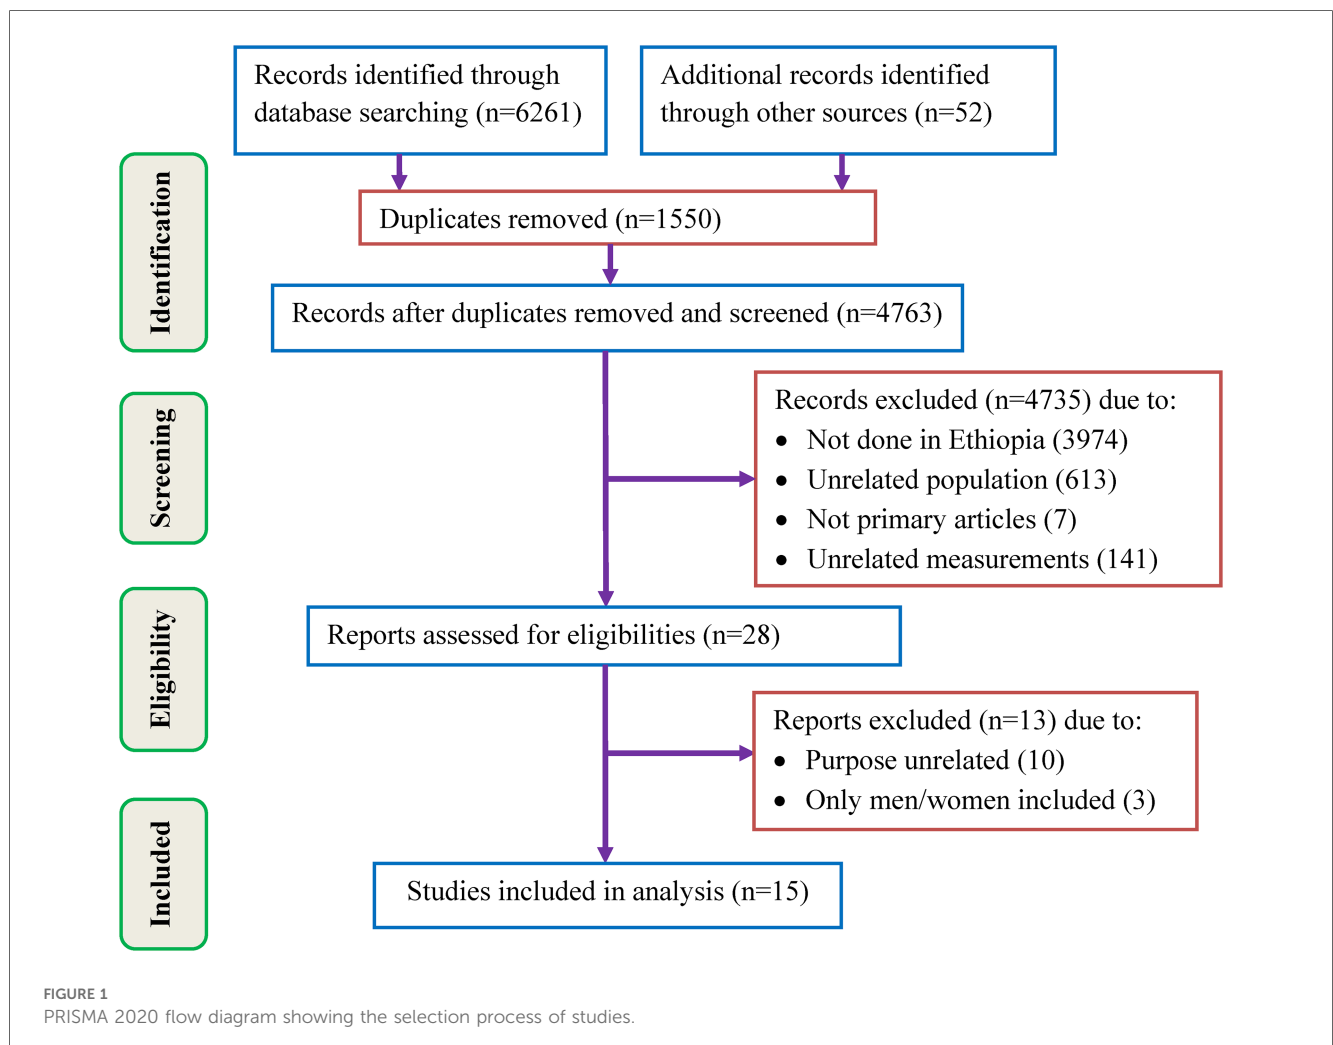 Records identified through
database searching (n=6261)
Additional records identified
through other sources (n=52)
Identification
Duplicates removed (n=1550)
Records after duplicates removed and screened (n=4763)
Screening
Records excluded (n=4735) due to:
• Not done in Ethiopia (3974)
• Unrelated population (613)
• Not primary articles (7)
• Unrelated measurements (141)
Eligibility
Reports assessed for eligibilities (n=28)
Reports excluded (n=13) due to:
• Purpose unrelated (10)
• Only men/women included (3)
Included
Studies included in analysis (n=15)
FIGURE 1
PRISMA 2020 flow diagram showing the selection process of studies.